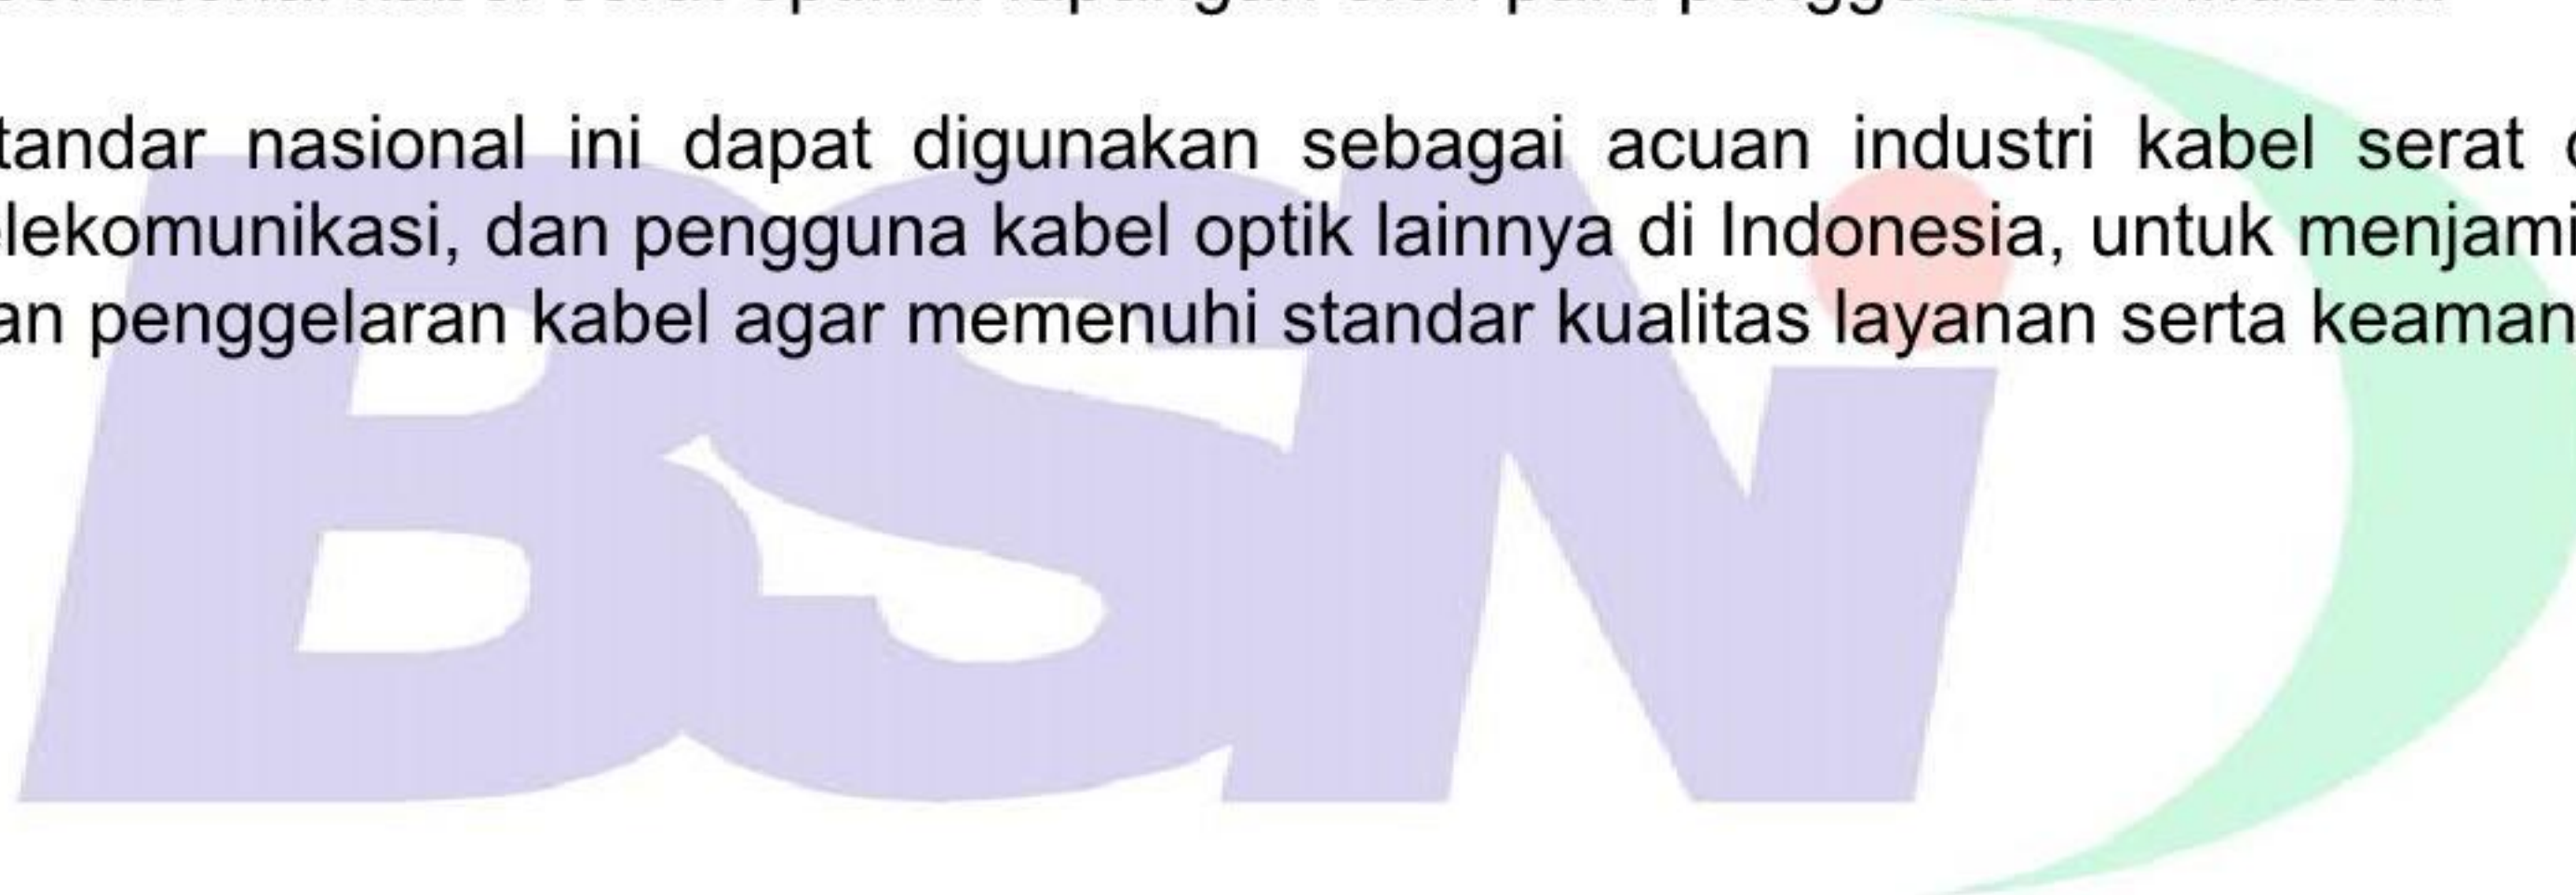 tandar nasional ini dapat digunakan sebagai acuan industri kabel serat
elekomunikasi, dan pengguna kabel optik lainnya di Indonesia, untuk menjami
an penggelaran kabel agar memenuhi standar kualitas layanan serta keaman
BSN